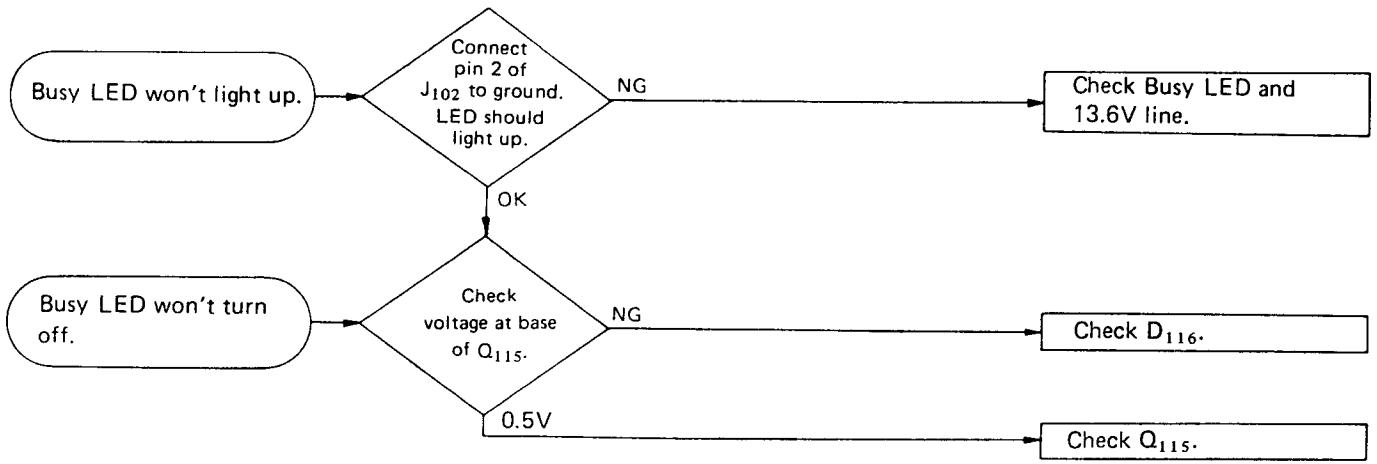 Busy LED won't light up.
Connect
pin 2 of
J102 to ground.
LED should
light up.
NG
Check Busy LED and
13.6V line.
OK
Busy LED won't turn
off.
Check
voltage at base
of Q115.
NG
Check D116.
0.5V
Check Q115.